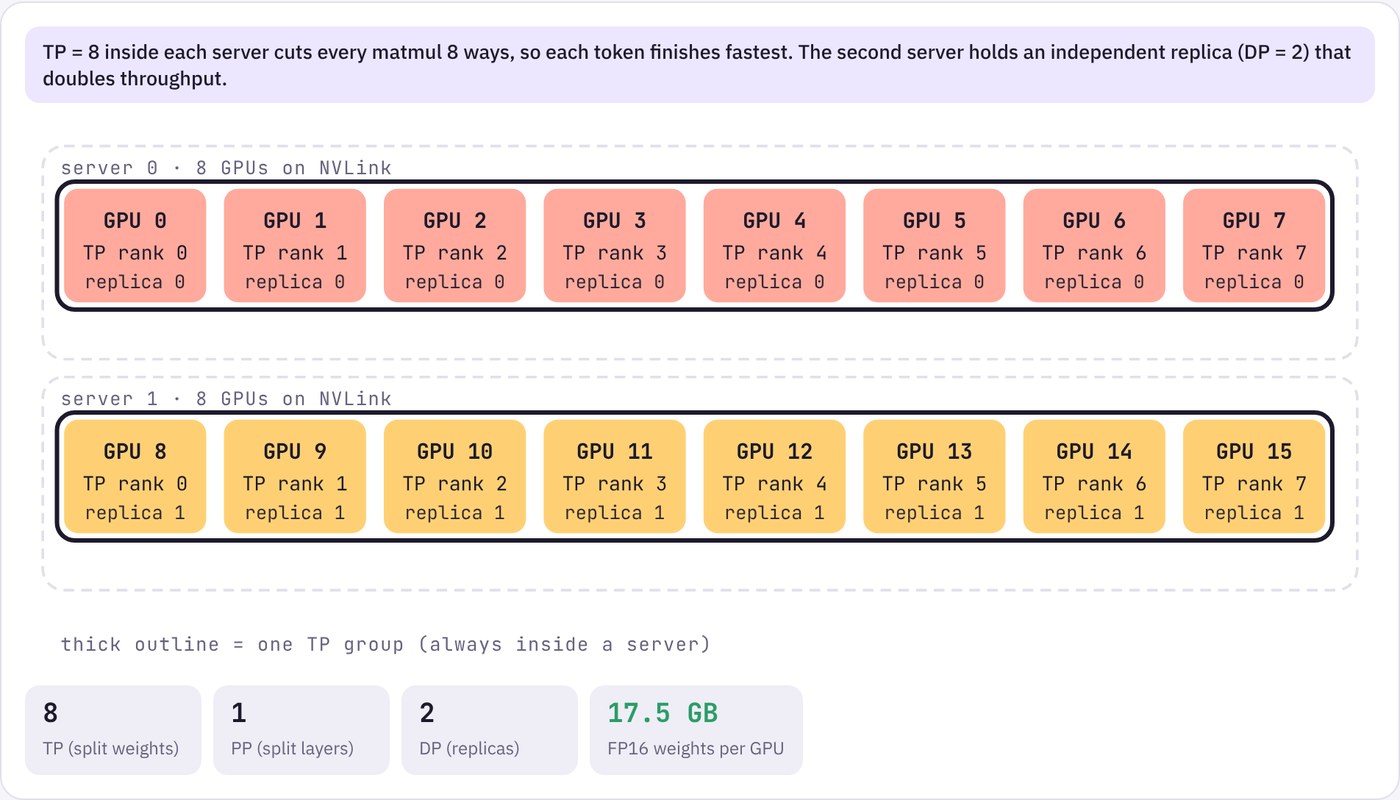 TP = 8 inside each server cuts every matmul 8 ways, so each token finishes fastest. The second server holds an independent replica (DP = 2) that
doubles throughput.
server 0 · 8 GPUs on NVLink
GPU 0 GPU 1 GPU 2 GPU 3 GPU 4 GPU 5 GPU 6 GPU 7
TP rank 0 TP rank 1 TP rank 2 TP rank 3 TP rank 4 TP rank 5 TP rank 6 TP rank 7
replica 0 replica 0 replica 0 replica 0 replica 0 replica 0 replica 0 replica 0
server 1 · 8 GPUs on NVLink
GPU 8 GPU 9 GPU 10 GPU 11 GPU 12 GPU 13 GPU 14 GPU 15
TP rank 0 TP rank 1 TP rank 2 TP rank 3 TP rank 4 TP rank 5 TP rank 6 TP rank 7
replica 1 replica 1 replica 1 replica 1 replica 1 replica 1 replica 1 replica 1
thick outline = one TP group (always inside a server)
8 1 2 17.5 GB
TP (split weights) PP (split layers) DP (replicas) FP16 weights per GPU